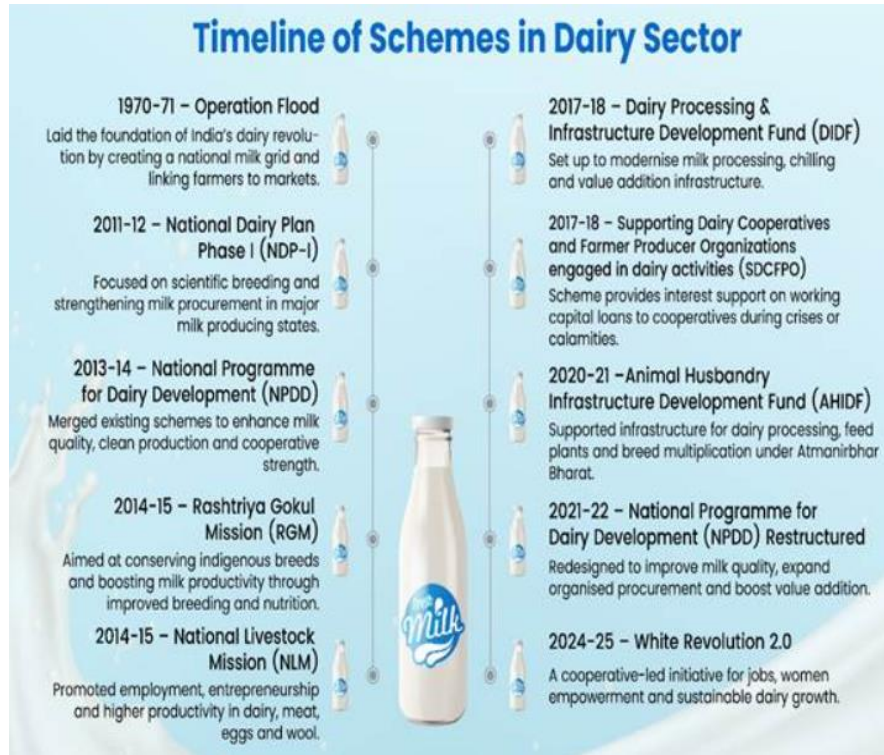 Timeline of Schemes in Dairy Sector
1970-71 – Operation Flood
Laid the foundation of India's dairy revolu-
tion by creating a national milk grid and
linking farmers to markets.
2011-12 – National Dairy Plan
Phase I (NDP-I)
Focused on scientific breeding and
strengthening milk procurement in major
milk producing states.
2013-14 – National Programme
for Dairy Development (NPDD)
Merged existing schemes to enhance milk
quality, clean production and cooperative
strength.
2014-15 – Rashtriya Gokul
Mission (RGM)
Aimed at conserving indigenous breeds
and boosting milk productivity through
improved breeding and nutrition.
2014-15 – National Livestock
Mission (NLM)
Promoted employment, entrepreneurship
and higher productivity in dairy, meat,
eggs and wool.
2017-18 – Dairy Processing &
Infrastructure Development Fund (DIDF)
Set up to modernise milk processing, chilling
and value addition infrastructure.
2017-18 – Supporting Dairy Cooperatives
and Farmer Producer Organizations
engaged in dairy activities (SDCFPO)
Scheme provides interest support on working
capital loans to cooperatives during crises or
calamities.
2020-21 –Animal Husbandry
Infrastructure Development Fund (AHIDF)
Supported infrastructure for dairy processing, feed
plants and breed multiplication under Atmanirbhar
Bharat.
2021-22 – National Programme for
Dairy Development (NPDD) Restructured
Redesigned to improve milk quality, expand
organised procurement and boost value addition.
2024-25 – White Revolution 2.0
A cooperative-led initiative for jobs, women
empowerment and sustainable dairy growth.
Milk